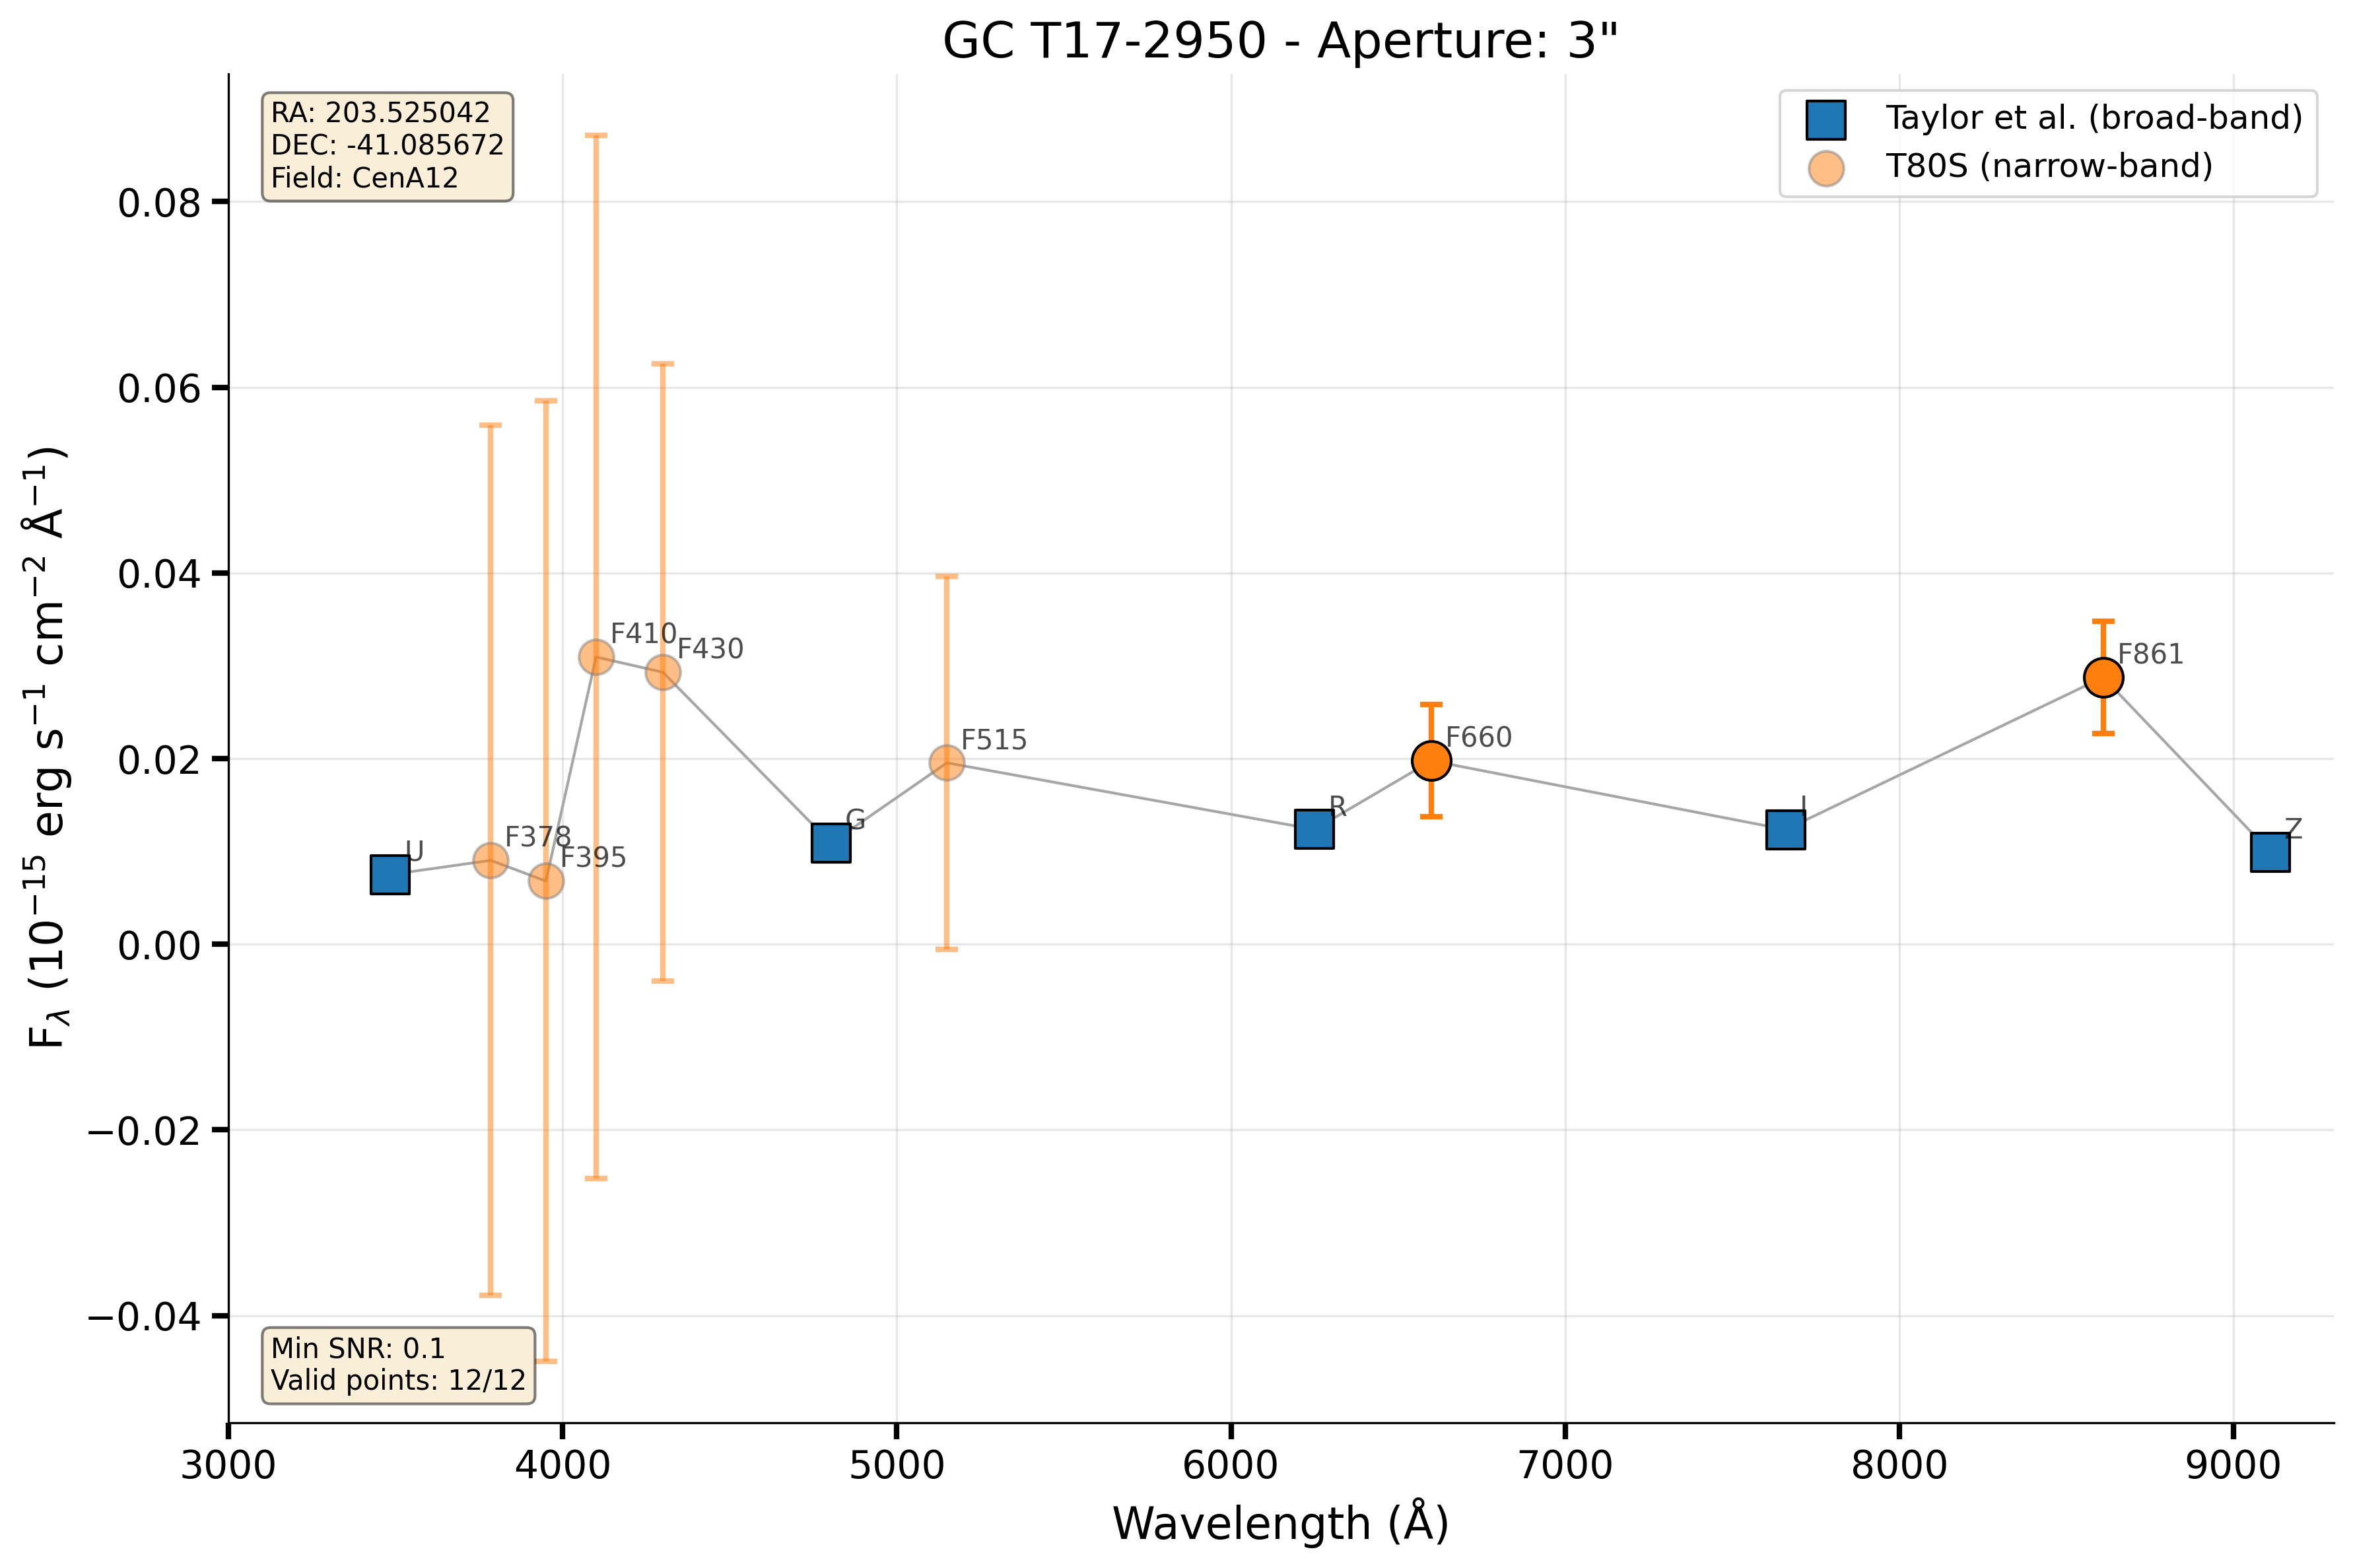 GC T17-2950 - Aperture: 3"
RA: 203.525042
DEC: -41.085672
Field: CenA12
Taylor et al. (broad-band)
T80S (narrow-band)
F$_λ$ (10⁻¹⁵ erg s⁻¹ cm⁻² Å⁻¹)
0.08
0.06
0.04
0.02
0.00
−0.02
−0.04
U
F378
F395
F410
F430
G
F515
R
F660
I
F861
Z
Min SNR: 0.1
Valid points: 12/12
3000 4000 5000 6000 7000 8000 9000
Wavelength (Å)